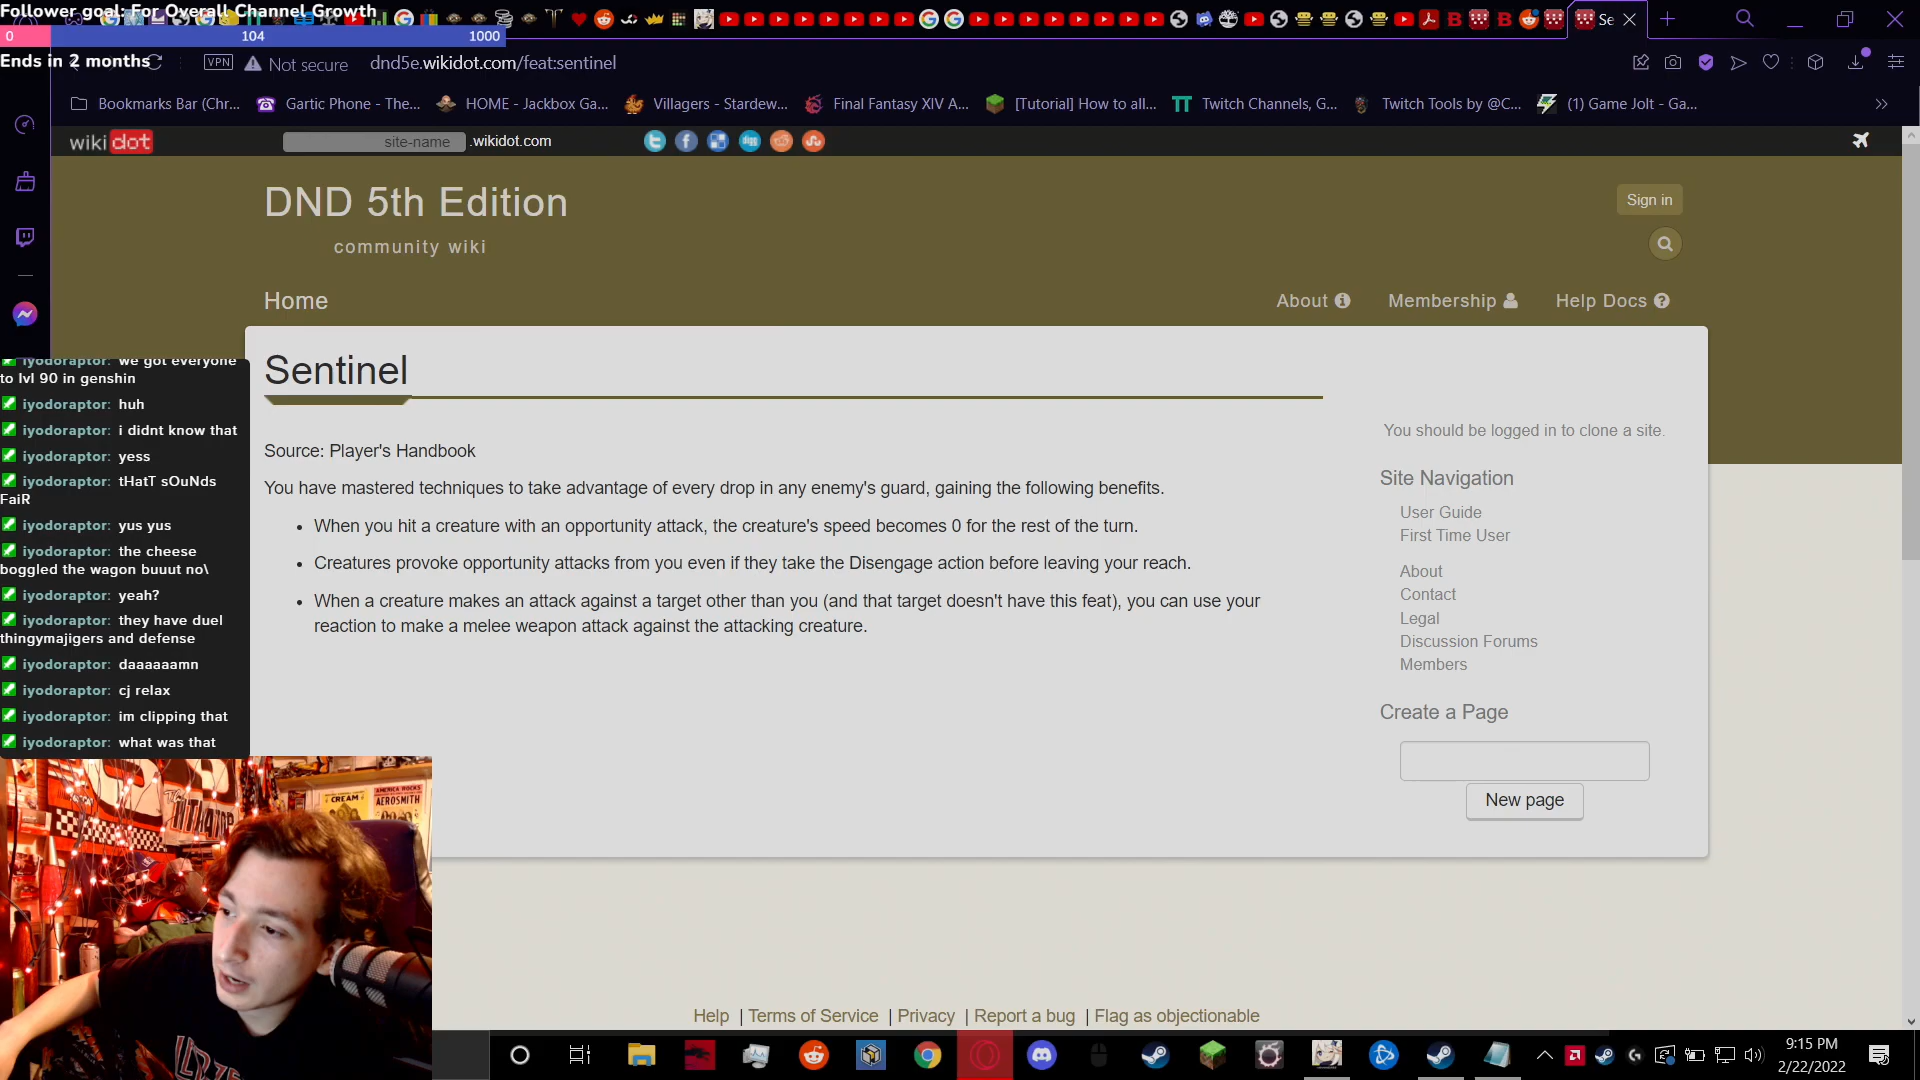 Follower goal: For Overall Channel Growth
0 104 1000
Ends in 2 months
Se
VPN Not secure dnd5e.wikidot.com/feat:sentinel
Bookmarks Bar (Chr... Gartic Phone - The... HOME - Jackbox Ga... Villagers - Stardew... Final Fantasy XIV A... [Tutorial] How to all... Twitch Channels, G... Twitch Tools by @C... (1) Game Jolt - Ga...
wikidot site-name .wikidot.com
DND 5th Edition
Sign in
community wiki
Home About Membership Help Docs
Sentinel
Source: Player's Handbook
You have mastered techniques to take advantage of every drop in any enemy's guard, gaining the following benefits.
• When you hit a creature with an opportunity attack, the creature's speed becomes 0 for the rest of the turn.
• Creatures provoke opportunity attacks from you even if they take the Disengage action before leaving your reach.
• When a creature makes an attack against a target other than you (and that target doesn't have this feat), you can use your
reaction to make a melee weapon attack against the attacking creature.
You should be logged in to clone a site.
Site Navigation
User Guide
First Time User
About
Contact
Legal
Discussion Forums
Members
Create a Page
New page
iyodoraptor: we got everyone
to lvl 90 in genshin
iyodoraptor: huh
iyodoraptor: i didnt know that
iyodoraptor: yess
iyodoraptor: tHatT sOuNds
FaiR
iyodoraptor: yus yus
iyodoraptor: the cheese
boggled the wagon buuut no\
iyodoraptor: yeah?
iyodoraptor: they have duel
thingymajigers and defense
iyodoraptor: daaaaaamn
iyodoraptor: cj relax
iyodoraptor: im clipping that
iyodoraptor: what was that
CREAM
AMERICA ROCKS
AEROSMITH
Help | Terms of Service | Privacy | Report a bug | Flag as objectionable
9:15 PM
2/22/2022